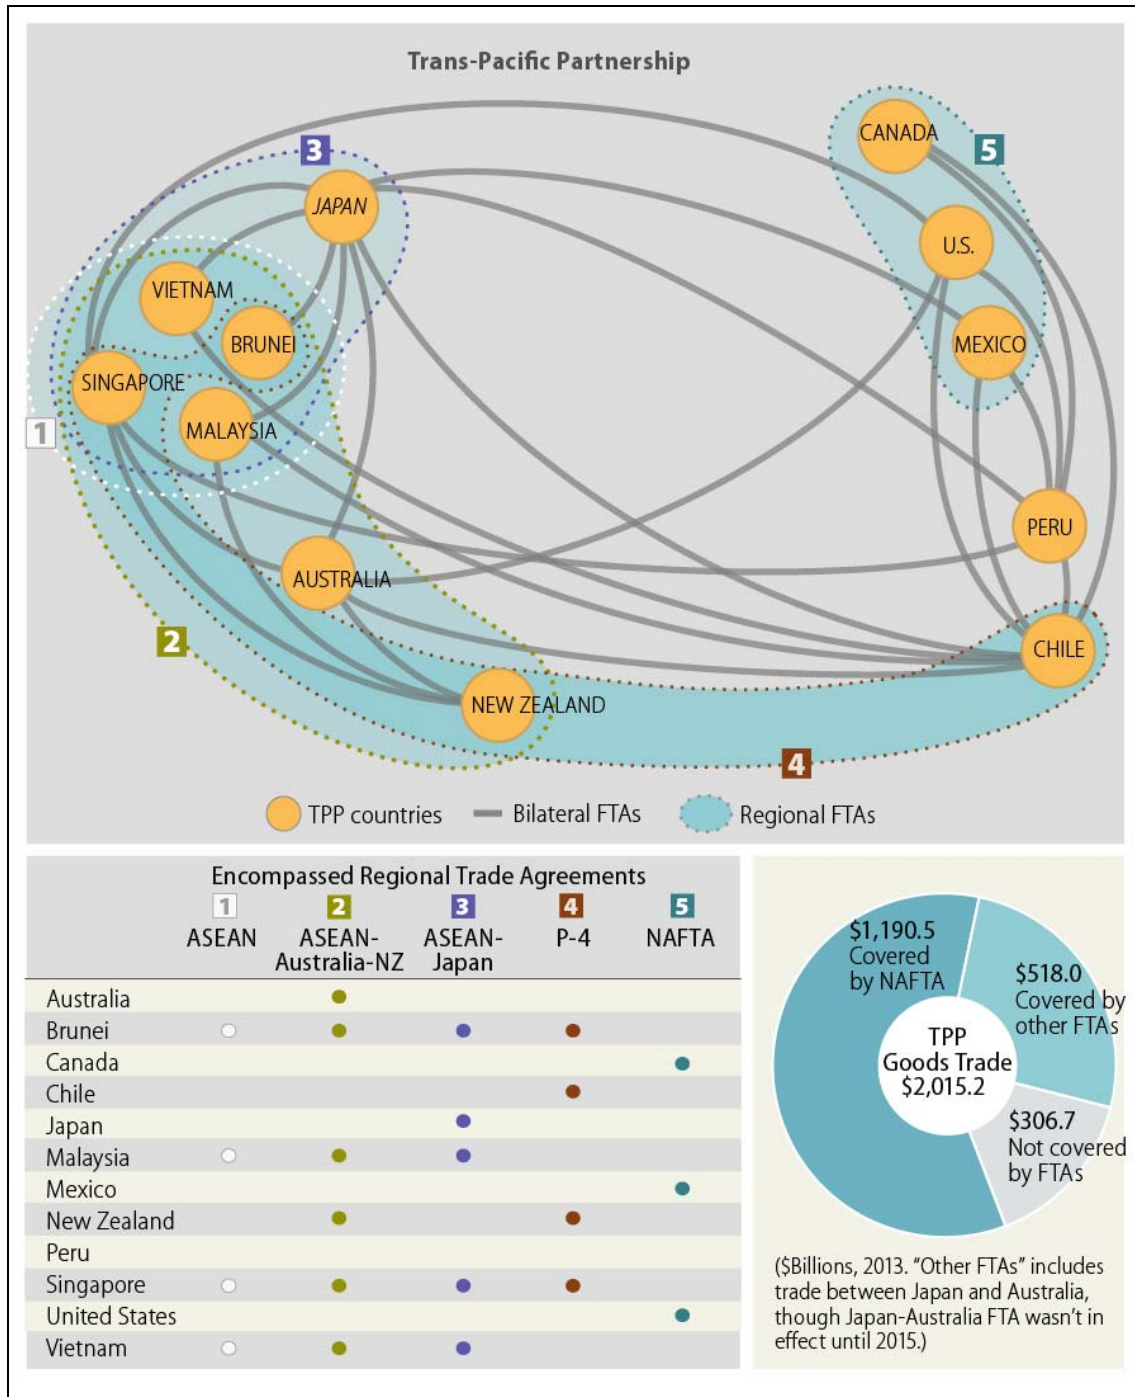 Trans-Pacific Partnership
CANADA
3
5
JAPAN
U.S.
VIETNAM
BRUNEI
MEXICO
SINGAPORE
MALAYSIA
1
PERU
AUSTRALIA
2
CHILE
NEW ZEALAND
4
TPP countries
Bilateral FTAs
Regional FTAs
Encompassed Regional Trade Agreements
1 2 3 4 5
ASEAN ASEAN- ASEAN- P-4 NAFTA
Australia-NZ Japan
Australia
Brunei
Canada
Chile
Japan
Malaysia
Mexico
New Zealand
Peru
Singapore
United States
Vietnam
$1,190.5
Covered
by NAFTA
$518.0
Covered by
other FTAs
TPP
Goods Trade
$2,015.2
$306.7
Not covered
by FTAs
($Billions, 2013. “Other FTAs” includes
trade between Japan and Australia,
though Japan-Australia FTA wasn’t in
effect until 2015.)